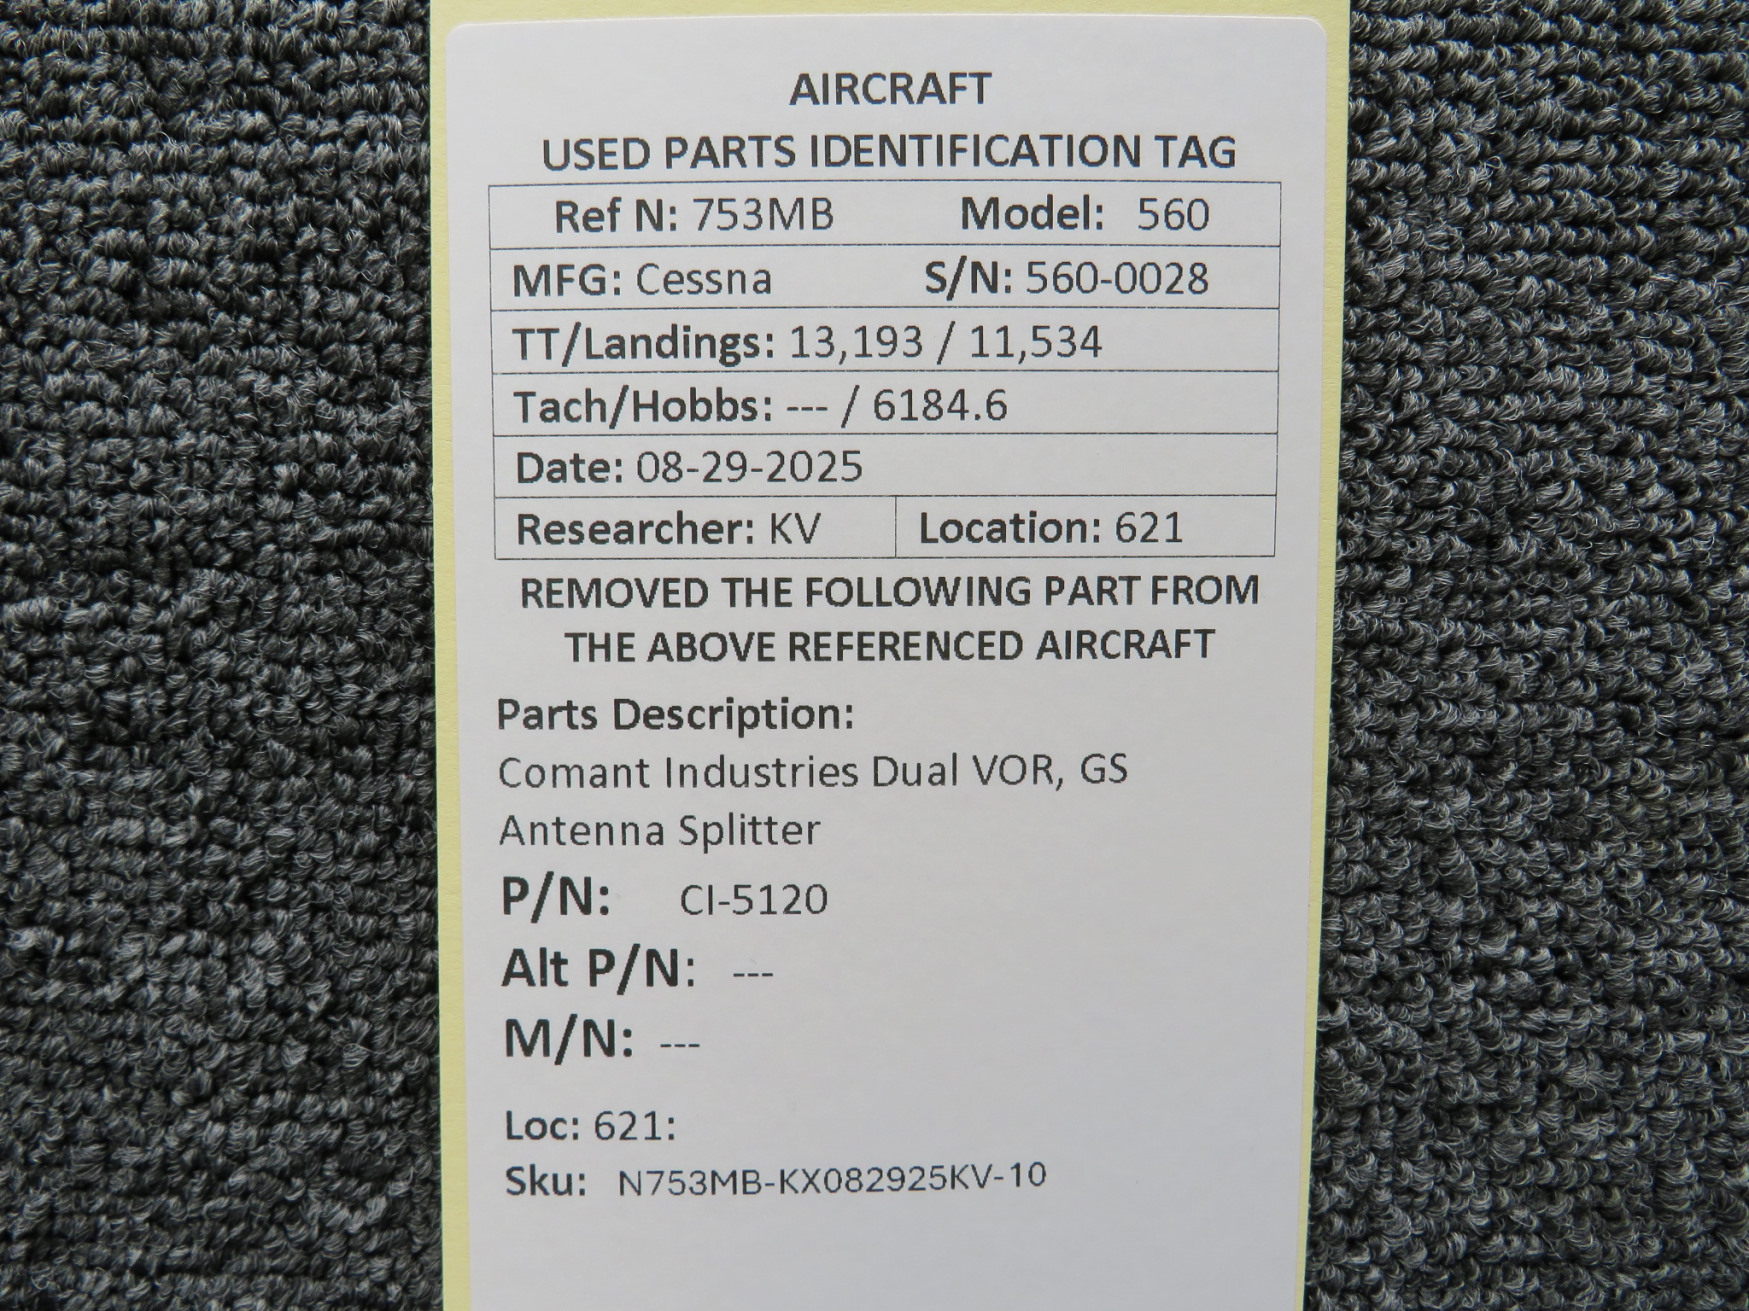 AIRCRAFT
USED PARTS IDENTIFICATION TAG
Ref N: 753MB Model: 560
MFG: Cessna S/N: 560-0028
TT/Landings: 13,193 / 11,534
Tach/Hobbs: --- / 6184.6
Date: 08-29-2025
Researcher: KV Location: 621
REMOVED THE FOLLOWING PART FROM
THE ABOVE REFERENCED AIRCRAFT
Parts Description:
Comant Industries Dual VOR, GS
Antenna Splitter
P/N: CI-5120
Alt P/N: ---
M/N: ---
Loc: 621:
Sku: N753MB-KX082925KV-10